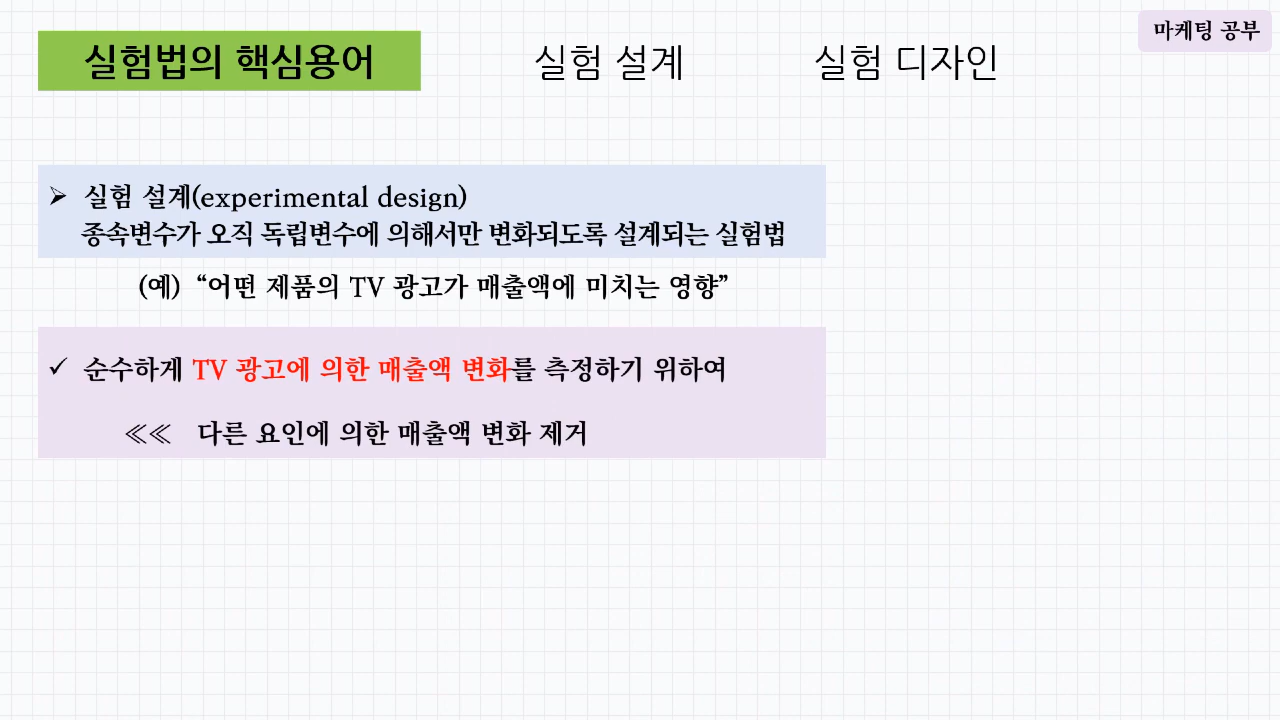 마케팅 공부
실험법의 핵심용어 실험 설계 실험 디자인
➢ 실험 설계(experimental design)
종속변수가 오직 독립변수에 의해서만 변화되도록 설계되는 실험법
(예) “어떤 제품의 TV 광고가 매출액에 미치는 영향”
✓ 순수하게 TV 광고에 의한 매출액 변화를 측정하기 위하여
≪≪ 다른 요인에 의한 매출액 변화 제거